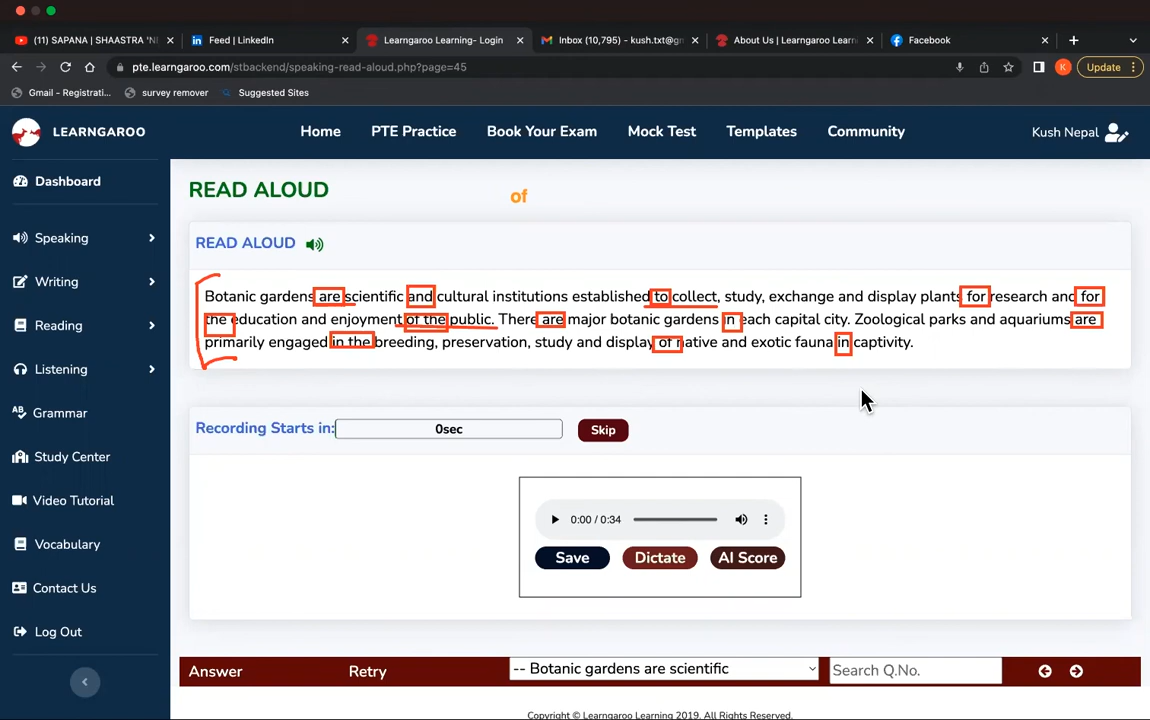 (11) SAPANA | SHAASTRA 'NI
Feed | LinkedIn
Learngaroo Learning- Login
Inbox (10,795) - kush.txt@gm
About Us | Learngaroo Learni
Facebook
pte.learngaroo.com/stbackend/speaking-read-aloud.php?page=45
K
Update
Gmail - Registrati...
survey remover
Suggested Sites
LEARNGAROO
Home
PTE Practice
Book Your Exam
Mock Test
Templates
Community
Kush Nepal
Dashboard
Speaking
Writing
Reading
Listening
Grammar
Study Center
Video Tutorial
Vocabulary
Contact Us
Log Out
READ ALOUD
of
READ ALOUD
Botanic gardens are scientific and cultural institutions established to collect, study, exchange and display plants for research and for
the education and enjoyment of the public. There are major botanic gardens in each capital city. Zoological parks and aquariums are
primarily engaged in the breeding, preservation, study and display of native and exotic fauna in captivity.
Recording Starts in:
0sec
Skip
0:00 / 0:34
Save
Dictate
AI Score
Answer
Retry
-- Botanic gardens are scientific
Search Q.No.
Copyright © Learngaroo Learning 2019. All Rights Reserved.